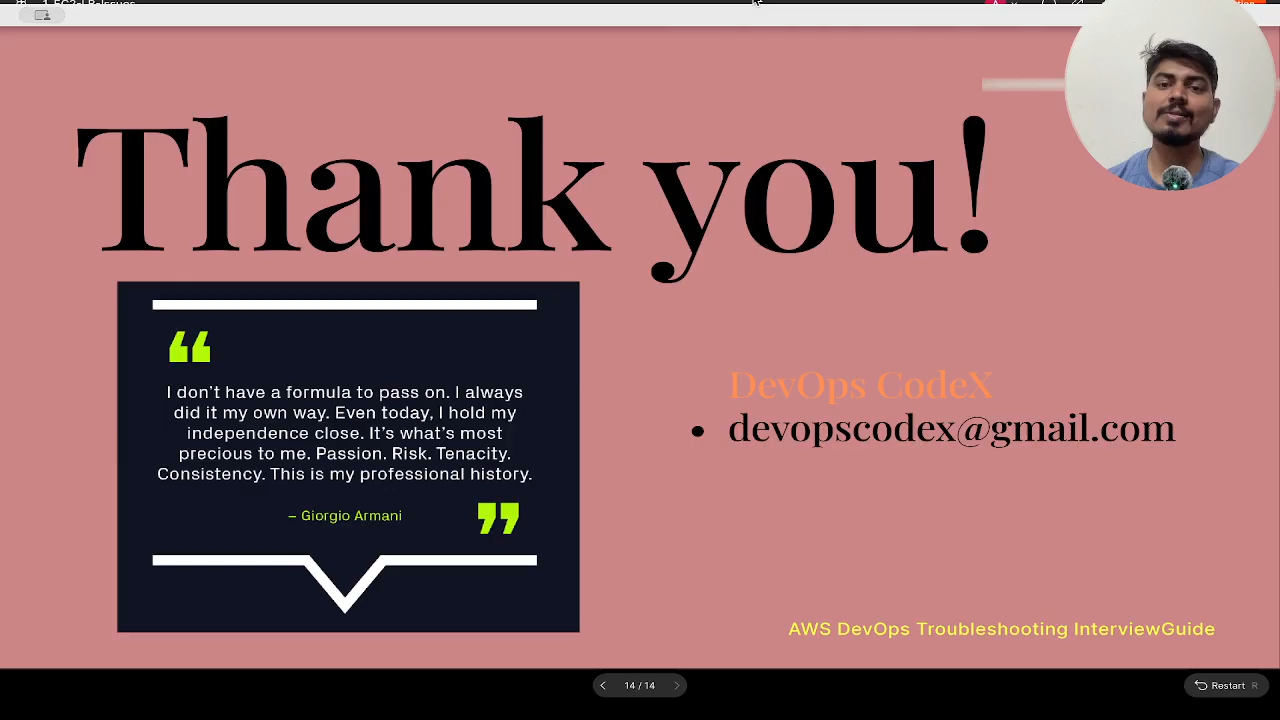 Thank you!
“
I don’t have a formula to pass on. I always
did it my own way. Even today, I hold my
independence close. It’s what’s most
precious to me. Passion. Risk. Tenacity.
Consistency. This is my professional history.
– Giorgio Armani
”
DevOps CodeX
• devopscodex@gmail.com
AWS DevOps Troubleshooting InterviewGuide
14 / 14
Restart R